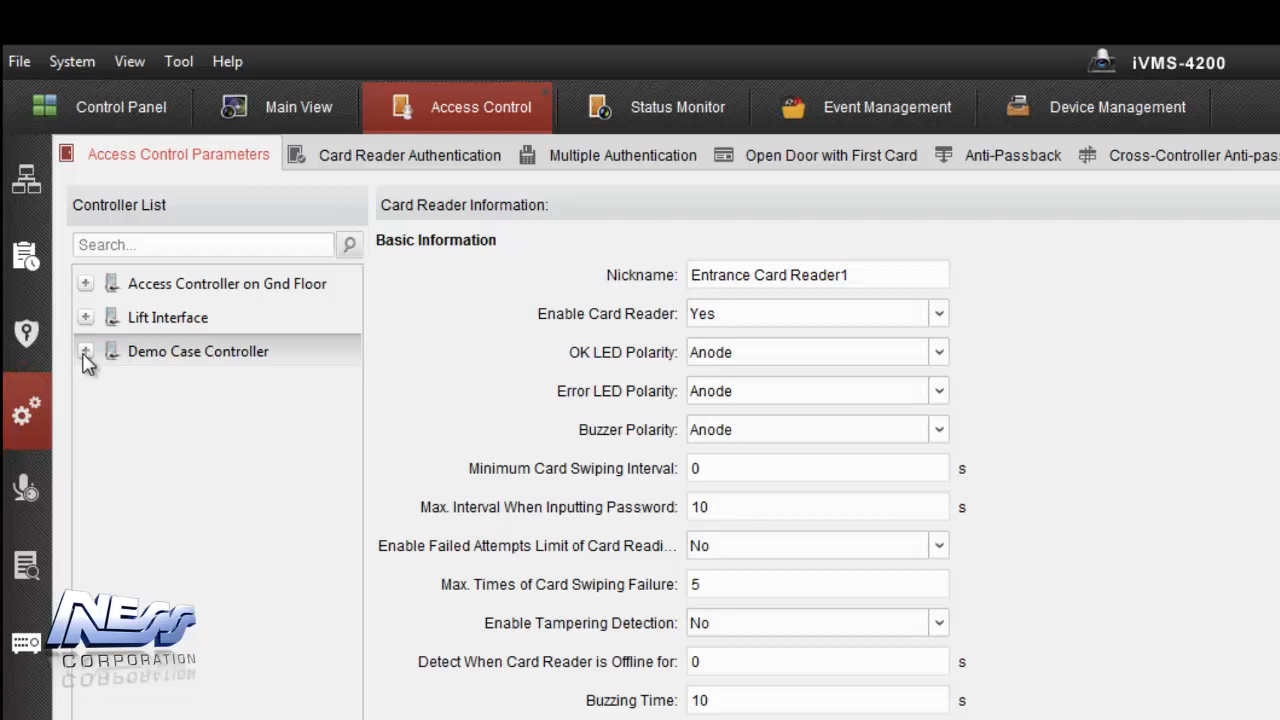 File System View Tool Help
iVMS-4200
Control Panel Main View Access Control Status Monitor Event Management Device Management
Access Control Parameters Card Reader Authentication Multiple Authentication Open Door with First Card Anti-Passback Cross-Controller Anti-pass
Controller List
Search...
Access Controller on Gnd Floor
Lift Interface
Demo Case Controller
Card Reader Information:
Basic Information
Nickname: Entrance Card Reader1
Enable Card Reader: Yes
OK LED Polarity: Anode
Error LED Polarity: Anode
Buzzer Polarity: Anode
Minimum Card Swiping Interval: 0 s
Max. Interval When Inputting Password: 10 s
Enable Failed Attempts Limit of Card Readi... No
Max. Times of Card Swiping Failure: 5
Enable Tampering Detection: No
Detect When Card Reader is Offline for: 0 s
Buzzing Time: 10 s
NESS
CORPORATION